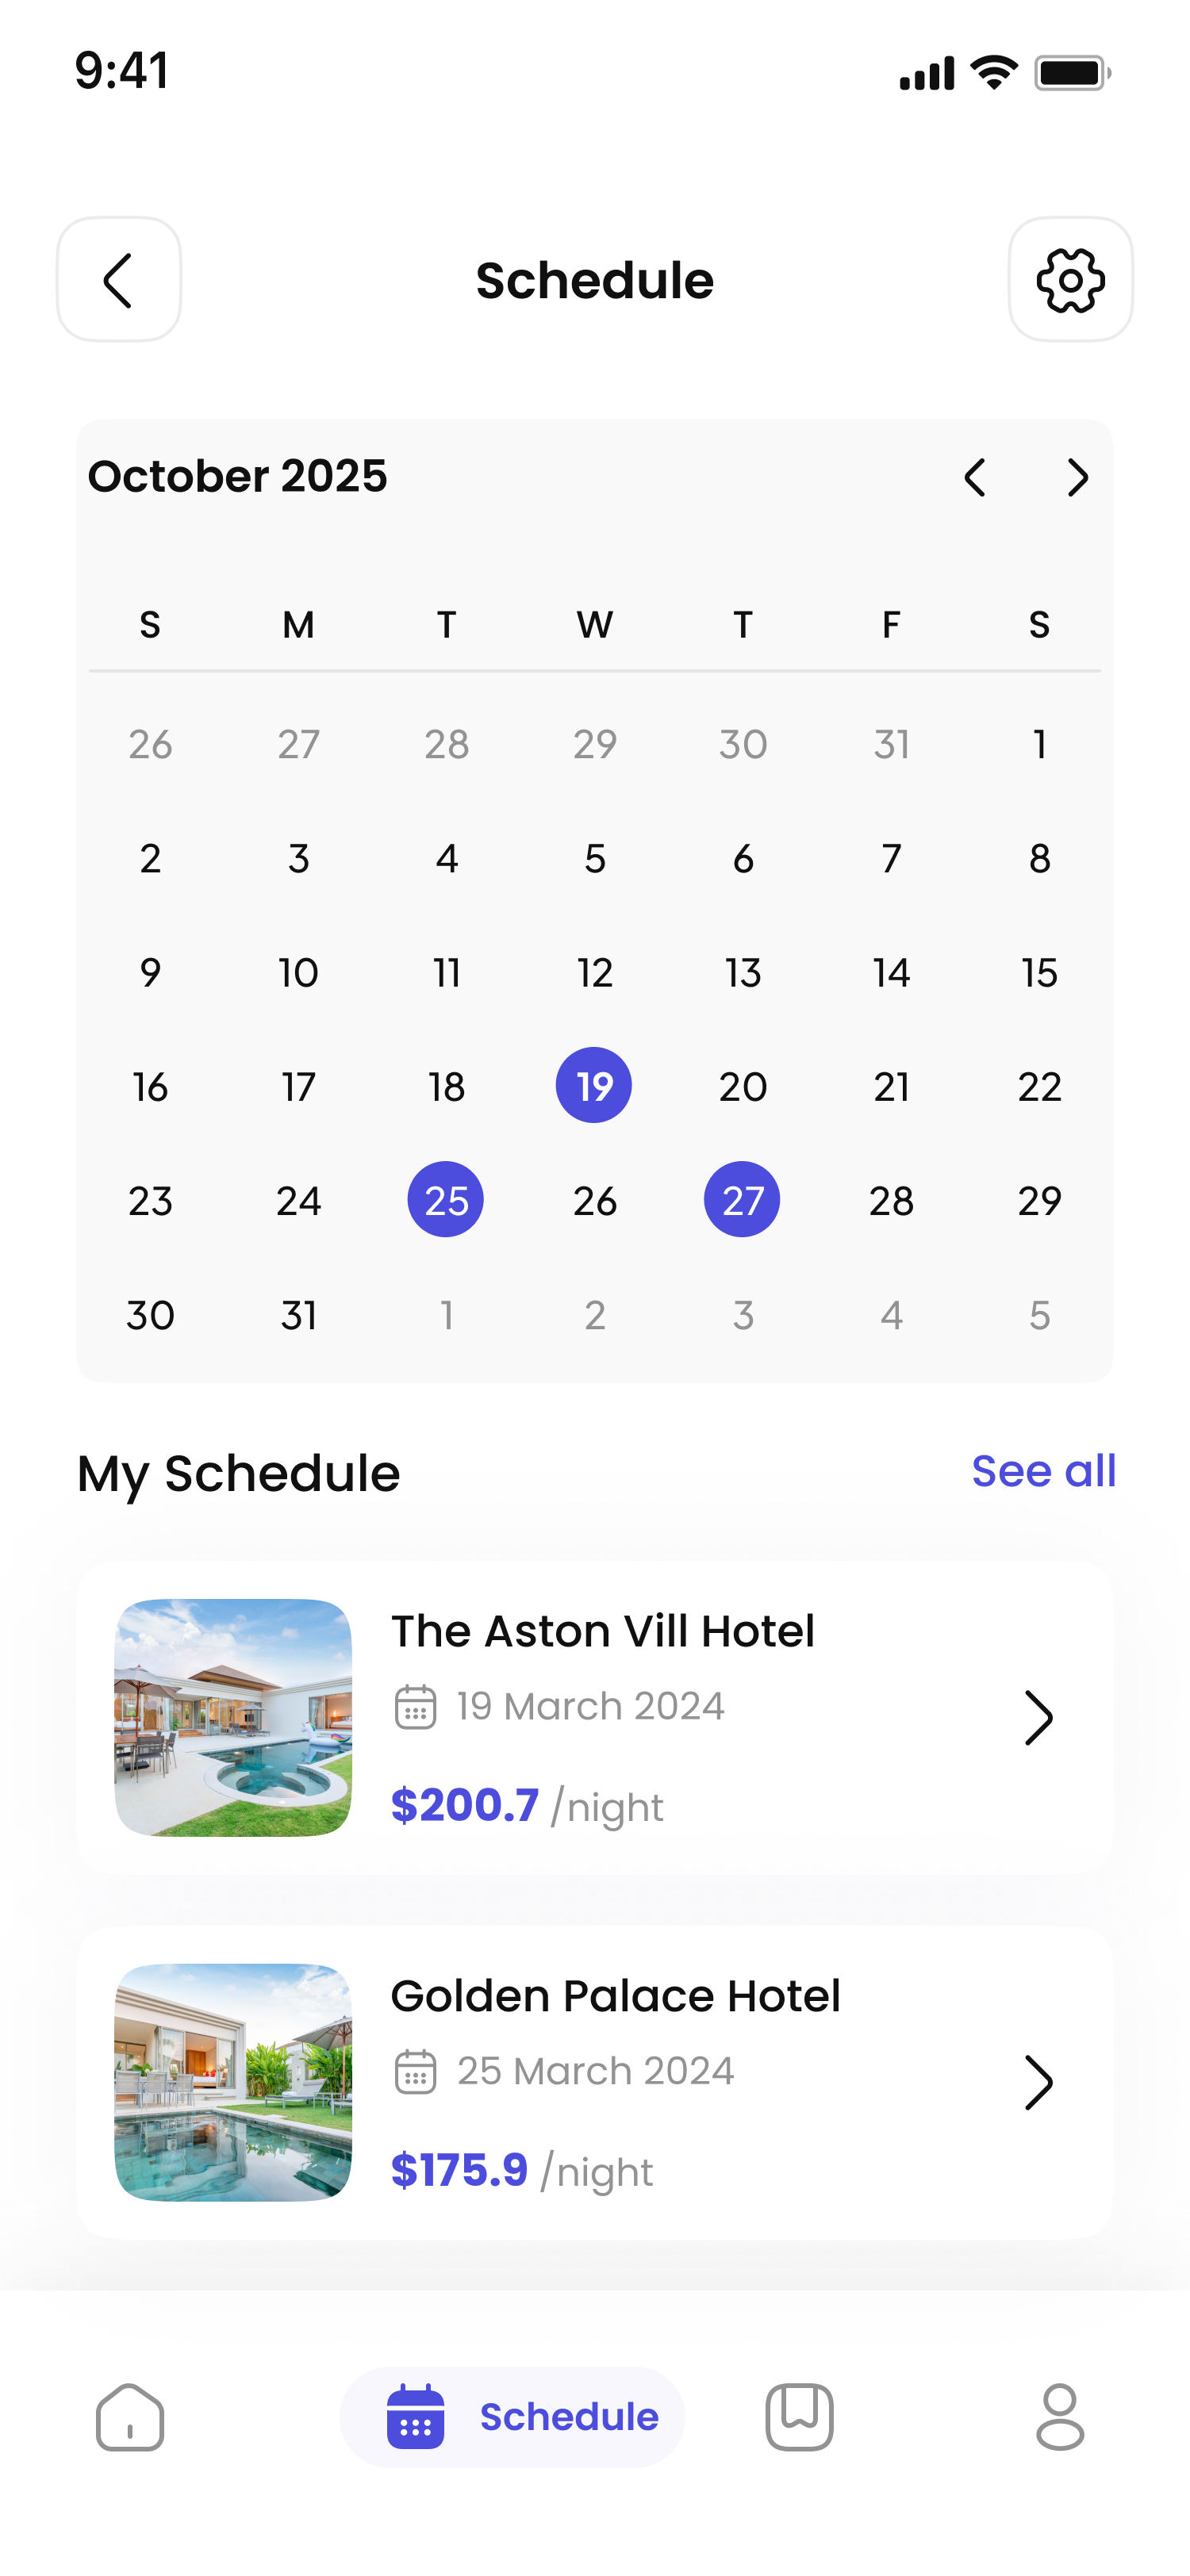 9:41
Schedule
October 2025
S M T W T F S
26 27 28 29 30 31 1
2 3 4 5 6 7 8
9 10 11 12 13 14 15
16 17 18 19 20 21 22
23 24 25 26 27 28 29
30 31 1 2 3 4 5
My Schedule
See all
The Aston Vill Hotel
19 March 2024
$200.7 /night
Golden Palace Hotel
25 March 2024
$175.9 /night
Schedule